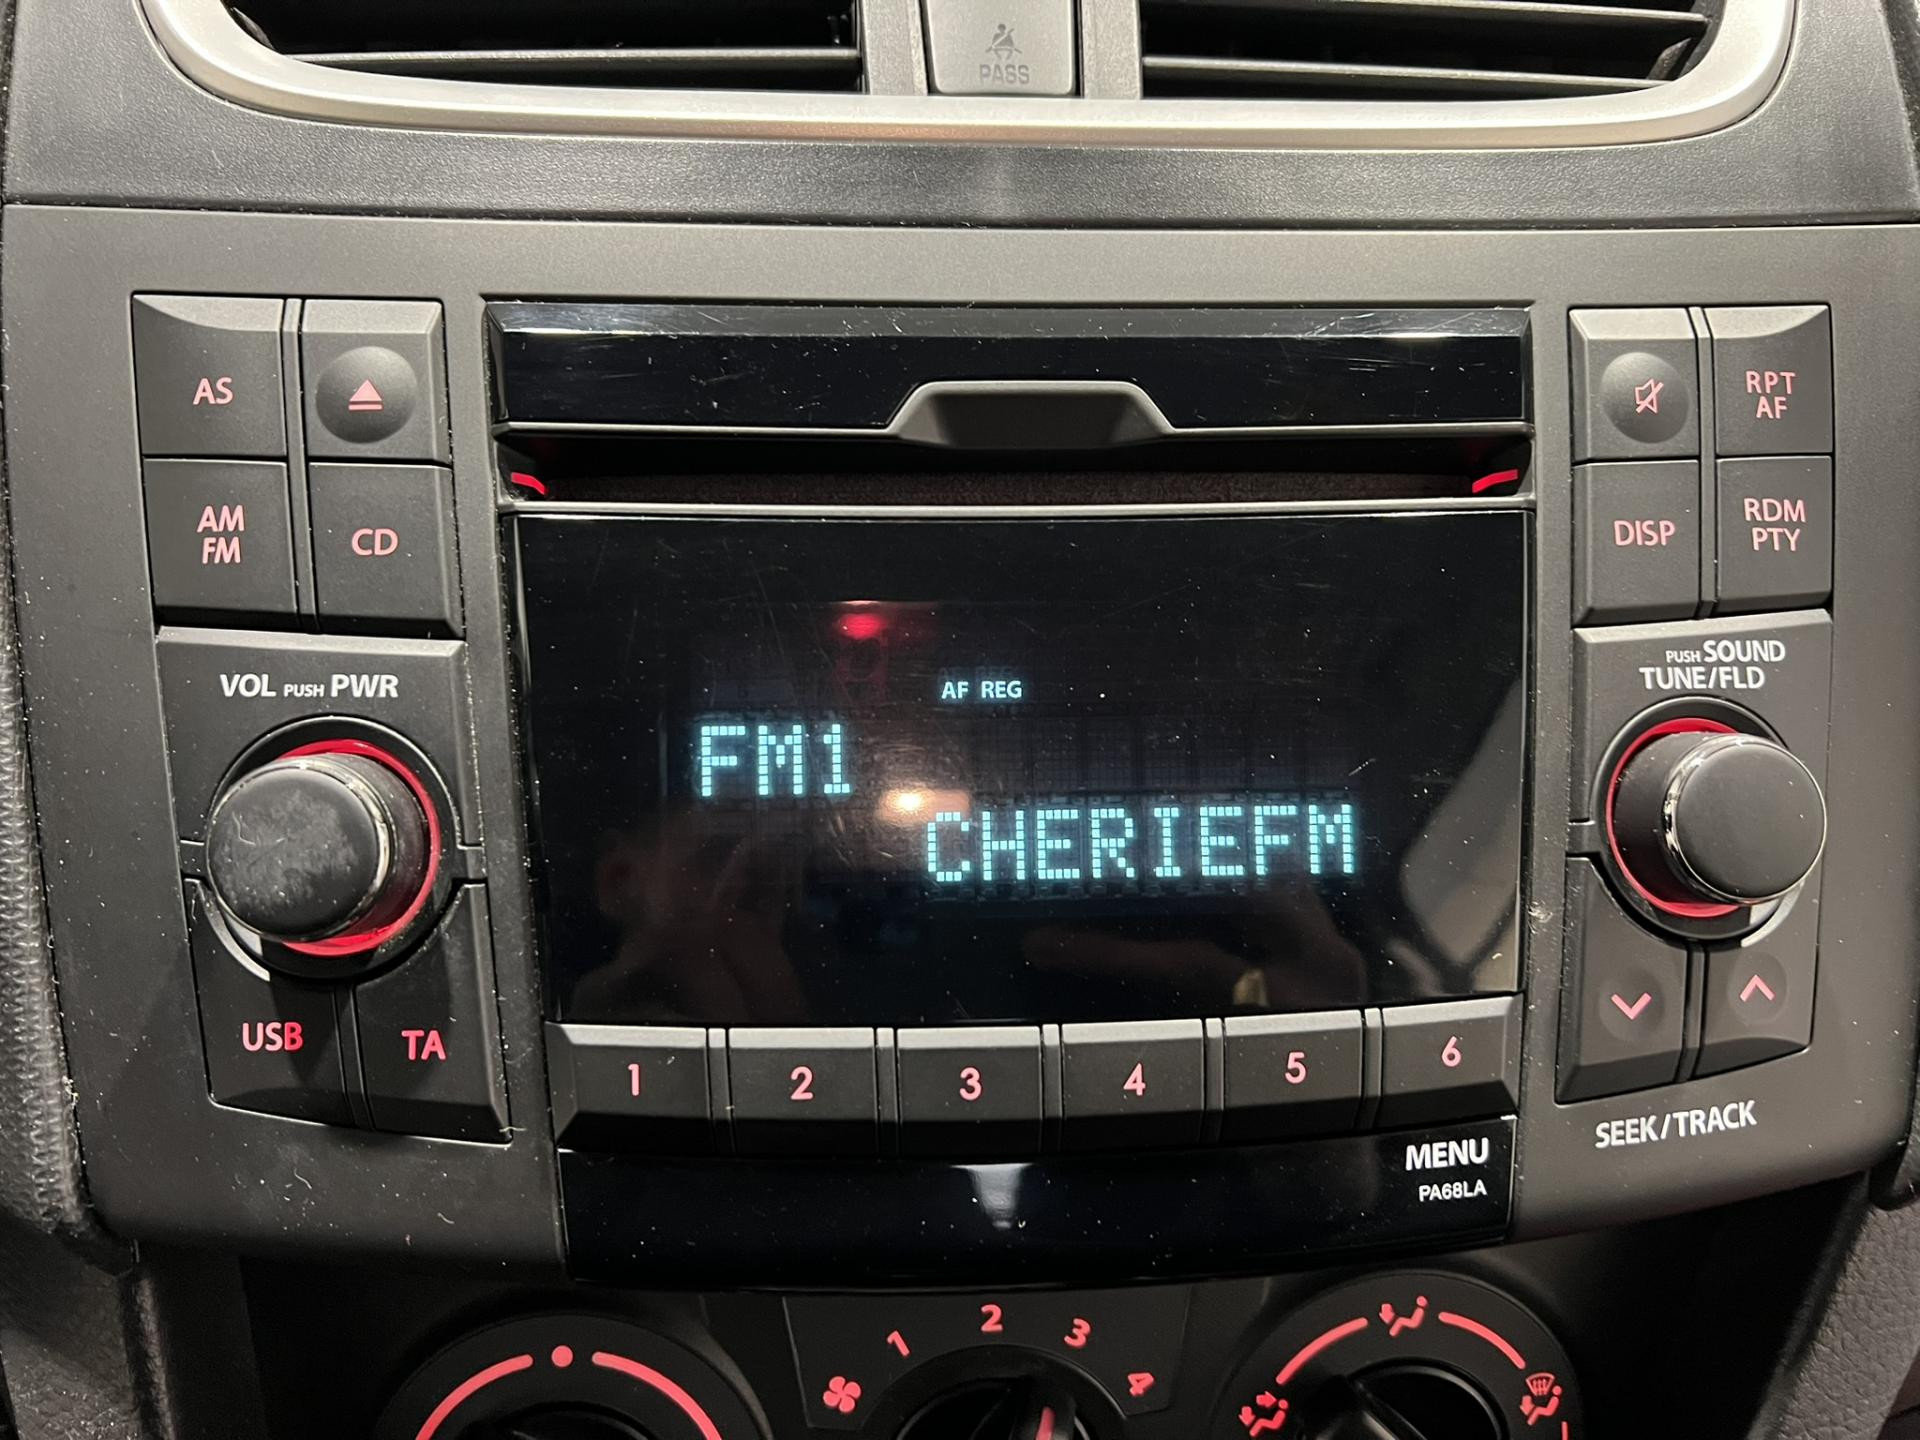 PASS
AS
RPT
AF
AM
FM
CD
DISP
RDM
PTY
VOL PUSH PWR
PUSH SOUND
TUNE/FLD
AF REG
FM1
CHERIEFM
USB
TA
1
2
3
4
5
6
SEEK/TRACK
MENU
PA68LA
1
2
3
4